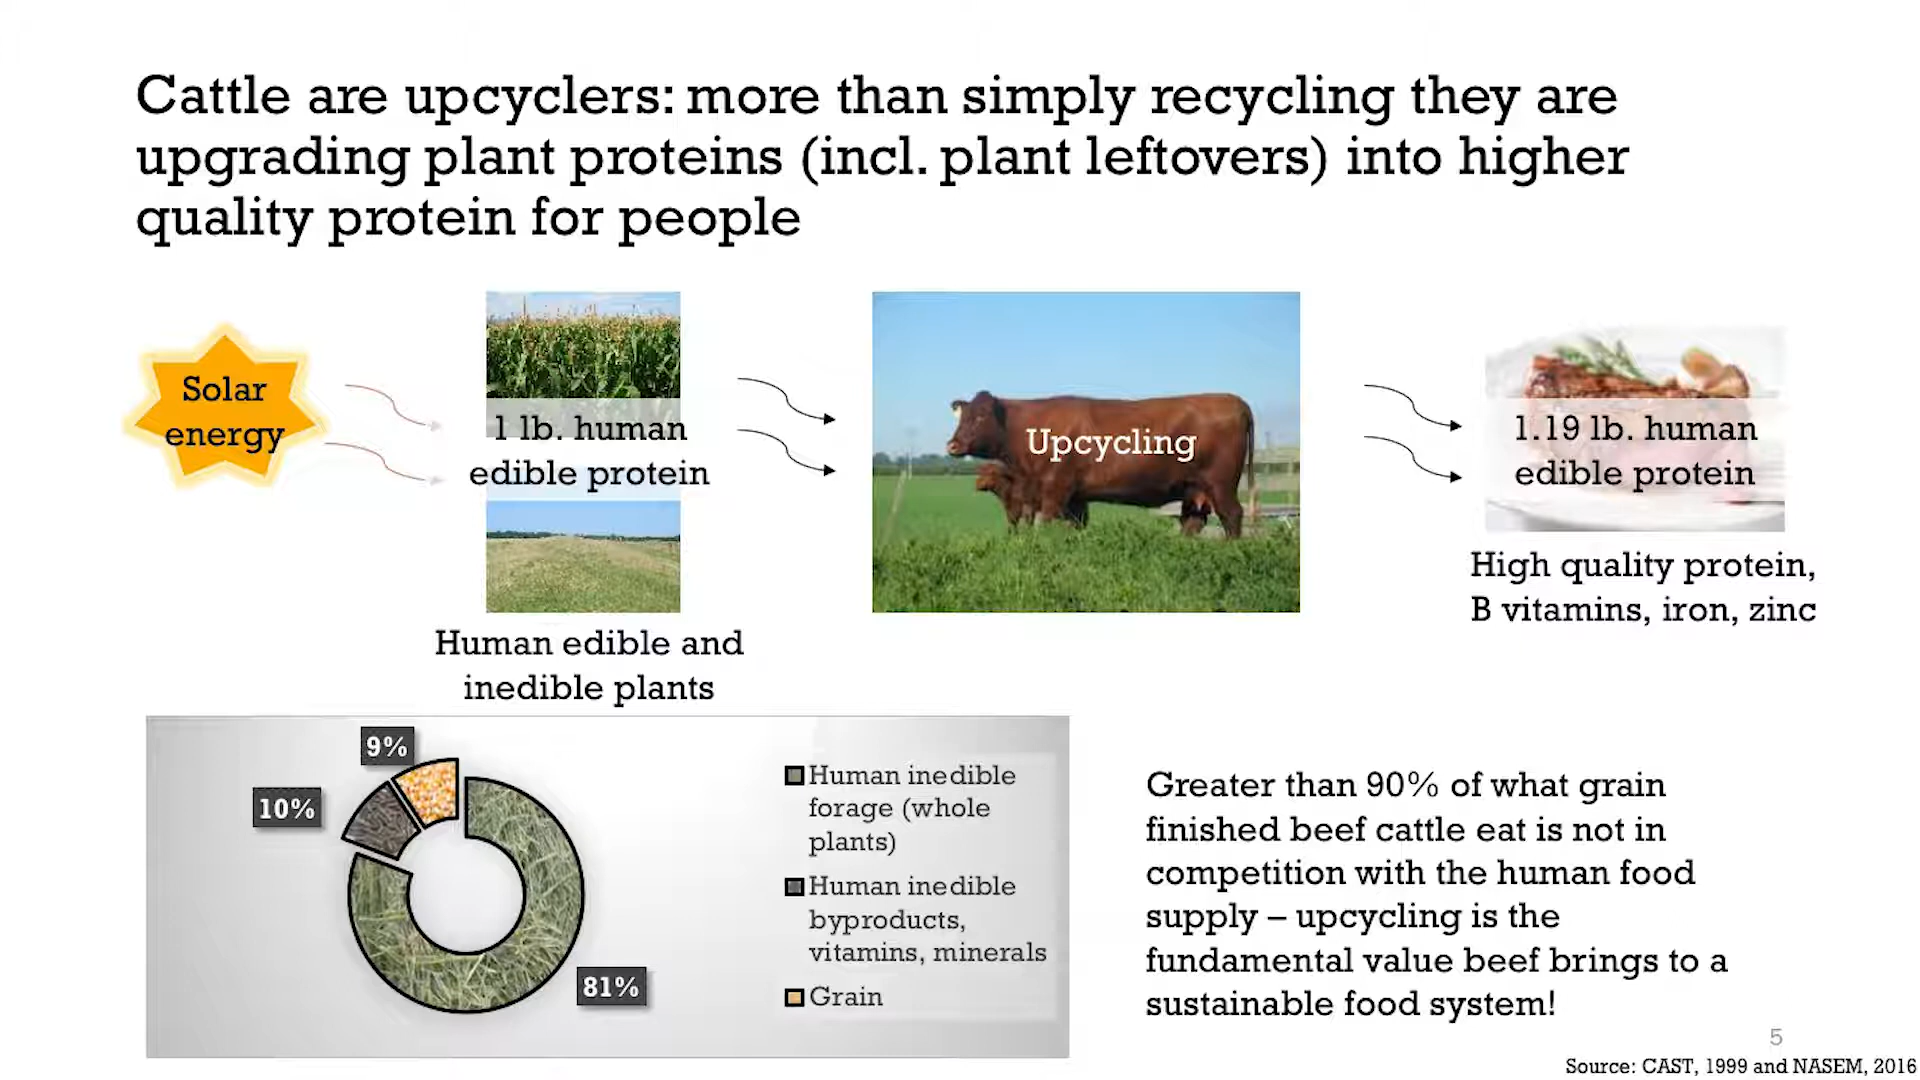 Cattle are upcyclers: more than simply recycling they are
upgrading plant proteins (incl. plant leftovers) into higher
quality protein for people
Solar
energy
1 lb. human
edible protein
Human edible and
inedible plants
Upcycling
1.19 lb. human
edible protein
High quality protein,
B vitamins, iron, zinc
9%
10%
81%
Human inedible
forage (whole
plants)
Human inedible
byproducts,
vitamins, minerals
Grain
Greater than 90% of what grain
finished beef cattle eat is not in
competition with the human food
supply – upcycling is the
fundamental value beef brings to a
sustainable food system!
5
Source: CAST, 1999 and NASEM, 2016